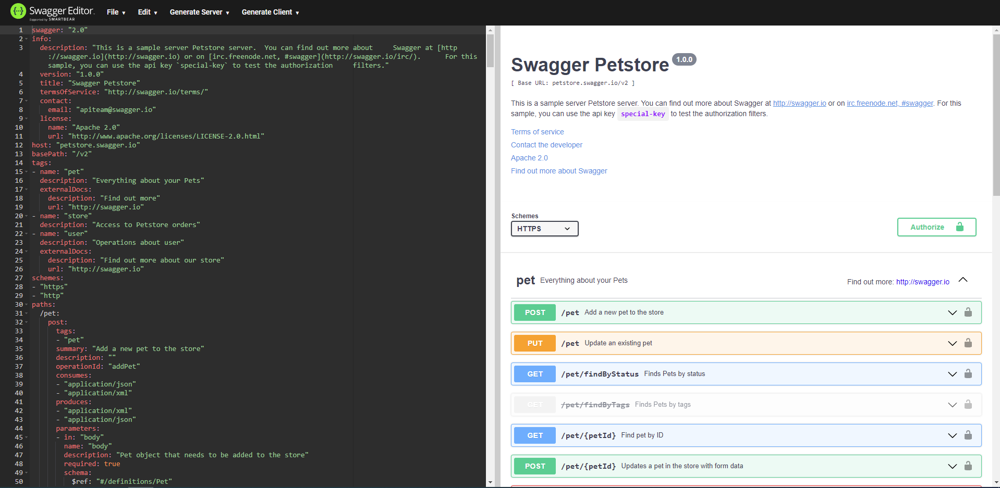 Swagger Editor
Supported by SMARTBEAR
File
Edit
Generate Server
Generate Client
1 swagger: "2.0"
2 info:
3 description: "This is a sample server Petstore server.  You can find out more about     Swagger at [http
://swagger.io](http://swagger.io) or on [irc.freenode.net, #swagger](http://swagger.io/irc/).      For this
sample, you can use the api key `special-key` to test the authorization     filters."
4 version: "1.0.0"
5 title: "Swagger Petstore"
6 termsOfService: "http://swagger.io/terms/"
7 contact:
8 email: "apiteam@swagger.io"
9 license:
10 name: "Apache 2.0"
11 url: "http://www.apache.org/licenses/LICENSE-2.0.html"
12 host: "petstore.swagger.io"
13 basePath: "/v2"
14 tags:
15 - name: "pet"
16 description: "Everything about your Pets"
17 externalDocs:
18 description: "Find out more"
19 url: "http://swagger.io"
20 - name: "store"
21 description: "Access to Petstore orders"
22 - name: "user"
23 description: "Operations about user"
24 externalDocs:
25 description: "Find out more about our store"
26 url: "http://swagger.io"
27 schemes:
28 - "https"
29 - "http"
30 paths:
31 /pet:
32 post:
33 tags:
34 - "pet"
35 summary: "Add a new pet to the store"
36 description: ""
37 operationId: "addPet"
38 consumes:
39 - "application/json"
40 - "application/xml"
41 produces:
42 - "application/xml"
43 - "application/json"
44 parameters:
45 - in: "body"
46 name: "body"
47 description: "Pet object that needs to be added to the store"
48 required: true
49 schema:
50 $ref: "#/definitions/Pet"
Swagger Petstore 1.0.0
[ Base URL: petstore.swagger.io/v2 ]
This is a sample server Petstore server. You can find out more about Swagger at http://swagger.io or on irc.freenode.net, #swagger. For this
sample, you can use the api key special-key to test the authorization filters.
Terms of service
Contact the developer
Apache 2.0
Find out more about Swagger
Schemes
HTTPS
Authorize
pet Everything about your Pets
Find out more: http://swagger.io
POST /pet Add a new pet to the store
PUT /pet Update an existing pet
GET /pet/findByStatus Finds Pets by status
GET /pet/findByTags Finds Pets by tags
GET /pet/{petId} Find pet by ID
POST /pet/{petId} Updates a pet in the store with form data